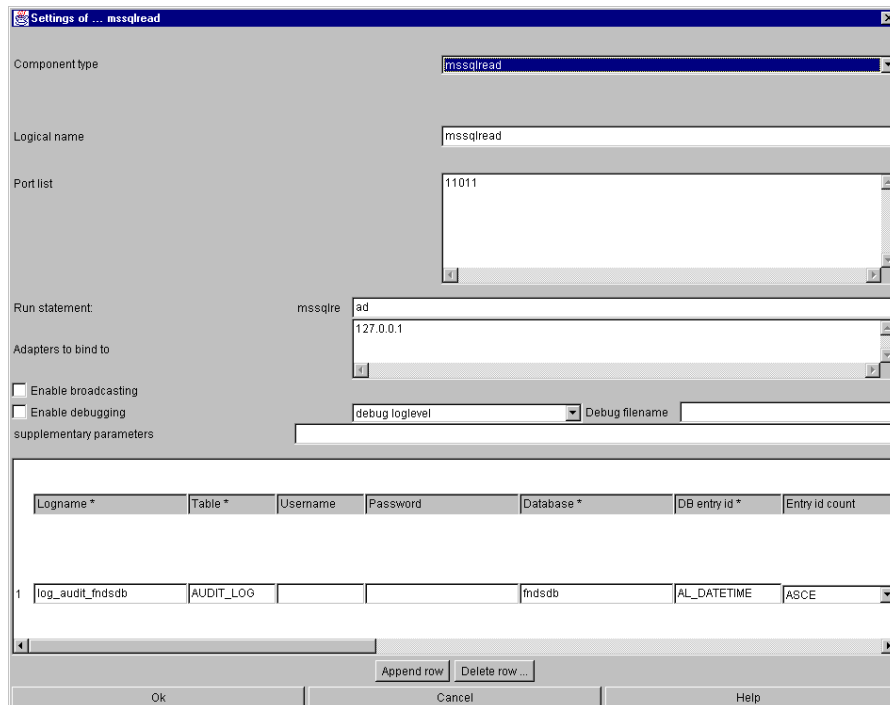 Settings of ... mssqlread
Component type mssqlread
Logical name mssqlread
Port list 11011
Run statement: mssqlre ad
Adapters to bind to 127.0.0.1
Enable broadcasting
Enable debugging debug loglevel Debug filename
supplementary parameters
Logname * Table * Username Password Database * DB entry id * Entry id count
1 log_audit_fndsdb AUDIT_LOG fndsdb AL_DATETIME ASCE
Append row Delete row ...
Ok Cancel Help